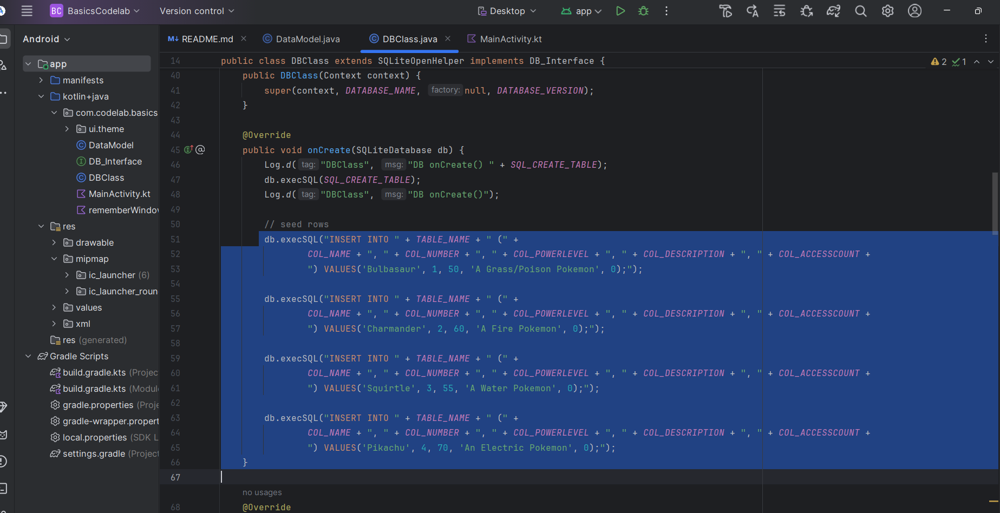 BC BasicsCodelab Version control Desktop app
Android
README.md DataModel.java DBClass.java MainActivity.kt
app
manifests
kotlin+java
com.codelab.basics
ui.theme
DataModel
DB_Interface
DBClass
MainActivity.kt
rememberWindov
res
drawable
mipmap
ic_launcher (6)
ic_launcher_roun
values
xml
res (generated)
Gradle Scripts
build.gradle.kts (Projec
build.gradle.kts (Modul
gradle.properties (Proje
gradle-wrapper.propert
local.properties (SDK L
settings.gradle (Project
14 public class DBClass extends SQLiteOpenHelper implements DB_Interface { 2 1
40 public DBClass(Context context) {
41 super(context, DATABASE_NAME, factory: null, DATABASE_VERSION);
42 }
43
44 @Override
45 public void onCreate(SQLiteDatabase db) {
46 Log.d( tag: "DBClass", msg: "DB onCreate() " + SQL_CREATE_TABLE);
47 db.execSQL(SQL_CREATE_TABLE);
48 Log.d( tag: "DBClass", msg: "DB onCreate()");
49
50 // seed rows
51 db.execSQL("INSERT INTO " + TABLE_NAME + " (" +
52 COL_NAME + ", " + COL_NUMBER + ", " + COL_POWERLEVEL + ", " + COL_DESCRIPTION + ", " + COL_ACCESSCOUNT +
53 ") VALUES('Bulbasaur', 1, 50, 'A Grass/Poison Pokemon', 0);");
54
55 db.execSQL("INSERT INTO " + TABLE_NAME + " (" +
56 COL_NAME + ", " + COL_NUMBER + ", " + COL_POWERLEVEL + ", " + COL_DESCRIPTION + ", " + COL_ACCESSCOUNT +
57 ") VALUES('Charmander', 2, 60, 'A Fire Pokemon', 0);");
58
59 db.execSQL("INSERT INTO " + TABLE_NAME + " (" +
60 COL_NAME + ", " + COL_NUMBER + ", " + COL_POWERLEVEL + ", " + COL_DESCRIPTION + ", " + COL_ACCESSCOUNT +
61 ") VALUES('Squirtle', 3, 55, 'A Water Pokemon', 0);");
62
63 db.execSQL("INSERT INTO " + TABLE_NAME + " (" +
64 COL_NAME + ", " + COL_NUMBER + ", " + COL_POWERLEVEL + ", " + COL_DESCRIPTION + ", " + COL_ACCESSCOUNT +
65 ") VALUES('Pikachu', 4, 70, 'An Electric Pokemon', 0);");
66 }
67
no usages
68 @Override